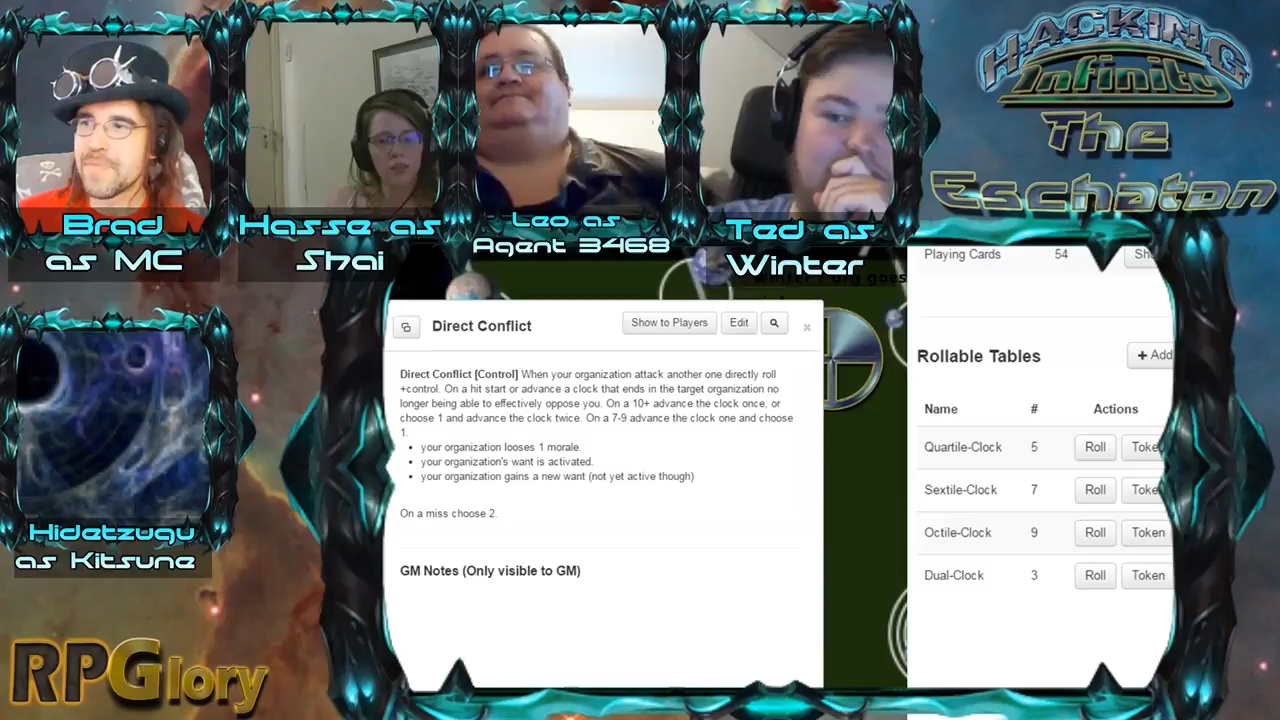 HACKING
Infinity
The
Eschaton
Brad
as MC
Hasse as
Shai
Leo as
Agent 3468
Ted as
Winter
Hidetzugu
as Kitsune
RPGlory
goes
Direct Conflict
Show to Players
Edit
×
Direct Conflict [Control] When your organization attack another one directly roll
+control. On a hit start or advance a clock that ends in the target organization no
longer being able to effectively oppose you. On a 10+ advance the clock once, or
choose 1 and advance the clock twice. On a 7-9 advance the clock one and choose
1.
• your organization looses 1 morale.
• your organization's want is activated.
• your organization gains a new want (not yet active though)
On a miss choose 2.
GM Notes (Only visible to GM)
Playing Cards 54 Sh
Rollable Tables
+ Add
Name # Actions
Quartile-Clock 5 Roll Toke
Sextile-Clock 7 Roll Toke
Octile-Clock 9 Roll Token
Dual-Clock 3 Roll Token